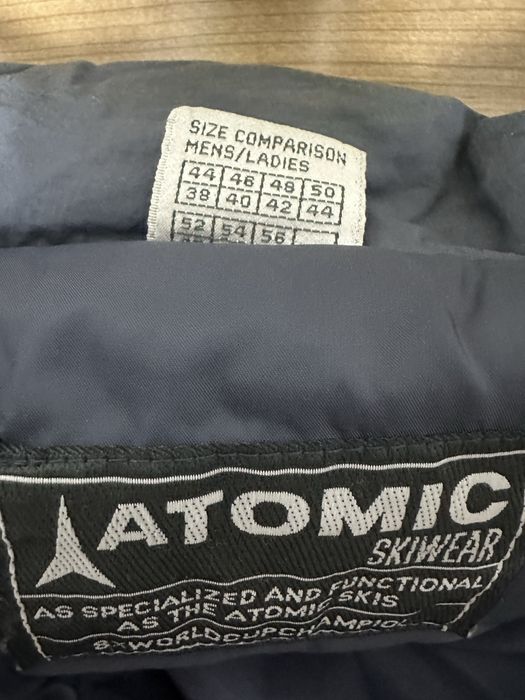 SIZE COMPARISON
MENS/LADIES
44 46 48 50
38 40 42 44
52 54 56
ATOMIC
SKIWEAR
AS SPECIALIZED AND FUNCTIONAL
AS THE ATOMIC SKIS